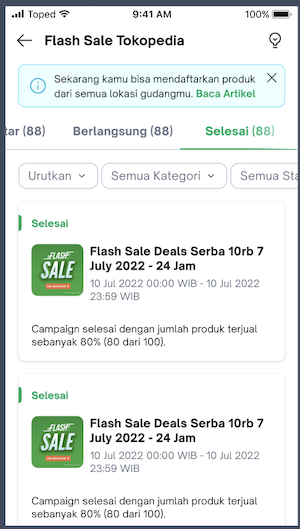 Toped 9:41 AM 100%
Flash Sale Tokopedia
Sekarang kamu bisa mendaftarkan produk
dari semua lokasi gudangmu. Baca Artikel
tar (88) Berlangsung (88) Selesai (88)
Urutkan Semua Kategori Semua Sta
Selesai
FLASH
SALE
Flash Sale Deals Serba 10rb 7
July 2022 - 24 Jam
10 Jul 2022 00:00 WIB - 10 Jul 2022
23:59 WIB
Campaign selesai dengan jumlah produk terjual
sebanyak 80% (80 dari 100).
Selesai
FLASH
SALE
Flash Sale Deals Serba 10rb 7
July 2022 - 24 Jam
10 Jul 2022 00:00 WIB - 10 Jul 2022
23:59 WIB
Campaign selesai dengan jumlah produk terjual
sebanyak 80% (80 dari 100).